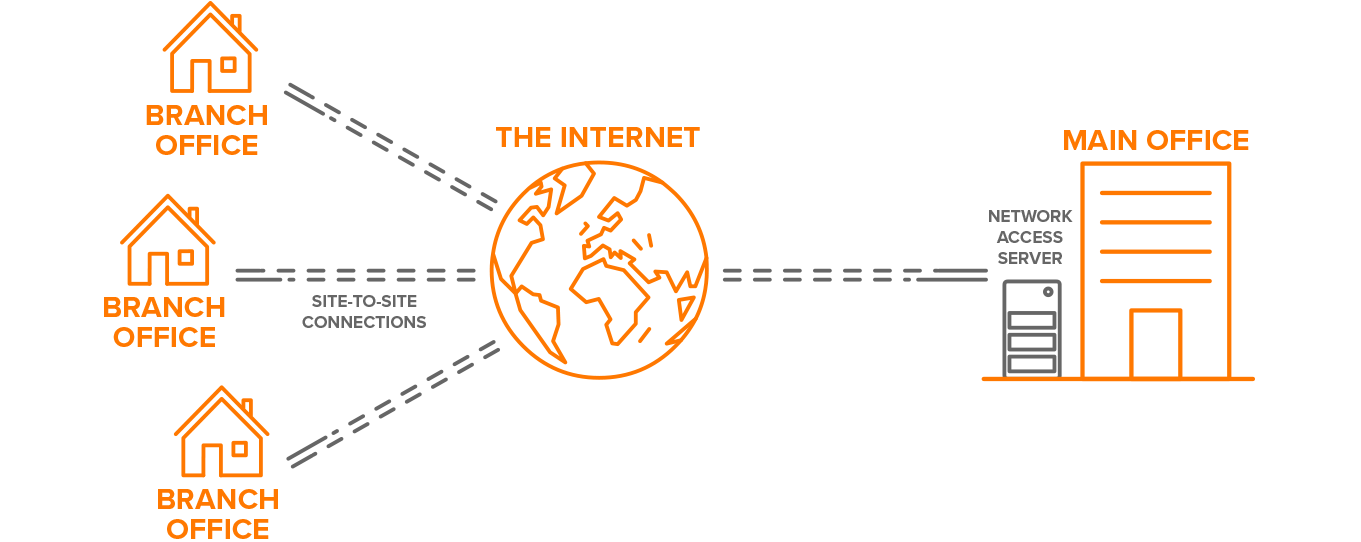 BRANCH
OFFICE
THE INTERNET
MAIN OFFICE
NETWORK
ACCESS
SERVER
BRANCH
OFFICE
SITE-TO-SITE
CONNECTIONS
BRANCH
OFFICE